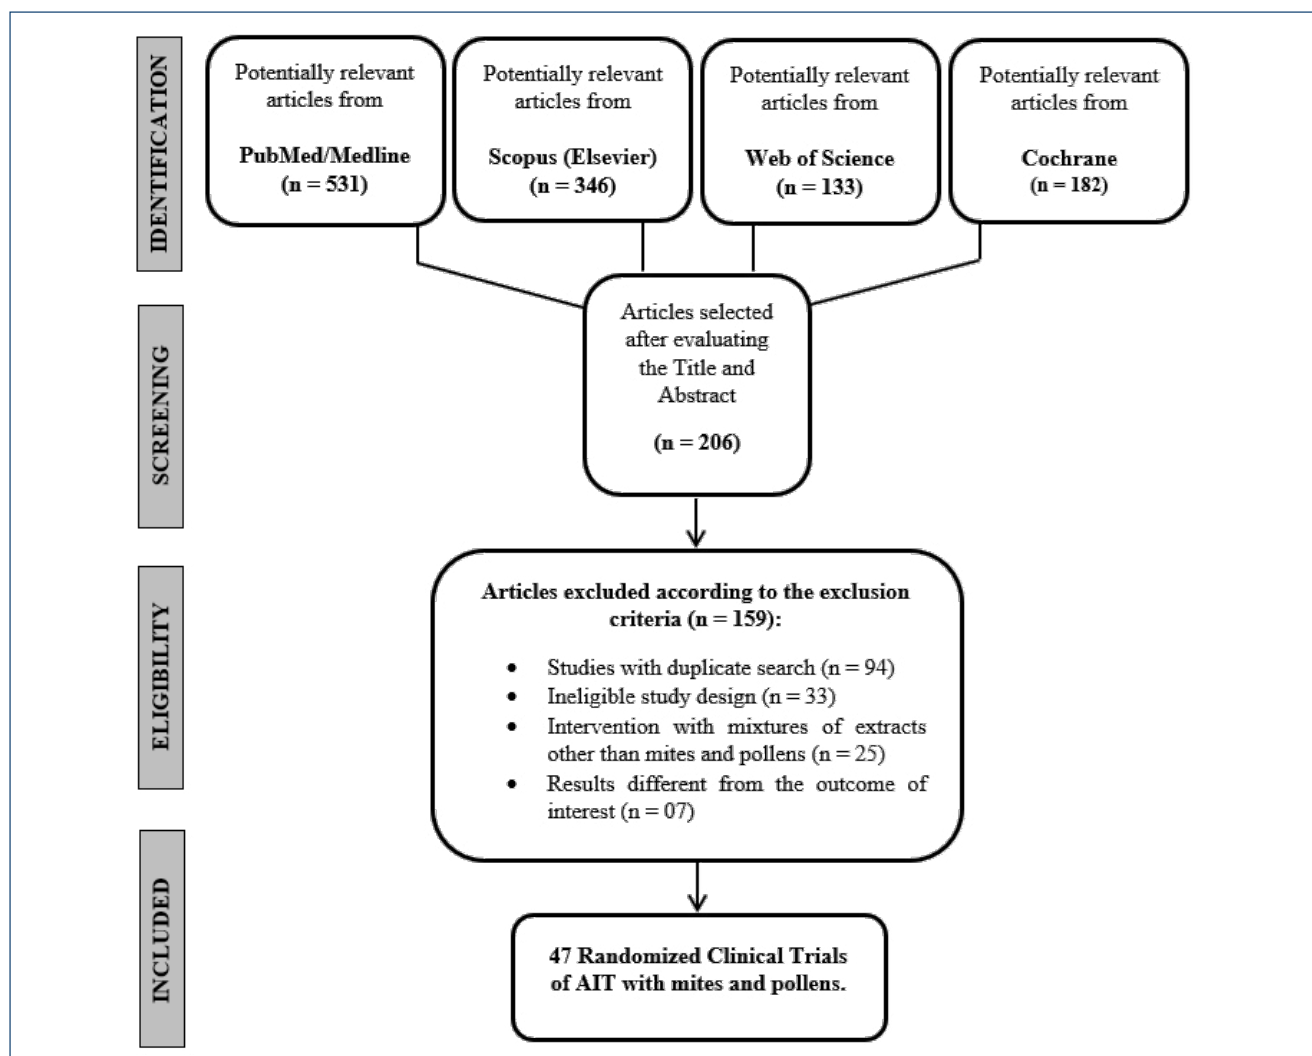 IDENTIFICATION
Potentially relevant
articles from
PubMed/Medline
(n = 531)
Potentially relevant
articles from
Scopus (Elsevier)
(n = 346)
Potentially relevant
articles from
Web of Science
(n = 133)
Potentially relevant
articles from
Cochrane
(n = 182)
SCREENING
Articles selected
after evaluating
the Title and
Abstract
(n = 206)
ELIGIBILITY
Articles excluded according to the exclusion
criteria (n = 159):
• Studies with duplicate search (n = 94)
• Ineligible study design (n = 33)
• Intervention with mixtures of extracts
other than mites and pollens (n = 25)
• Results different from the outcome of
interest (n = 07)
INCLUDED
47 Randomized Clinical Trials
of AIT with mites and pollens.